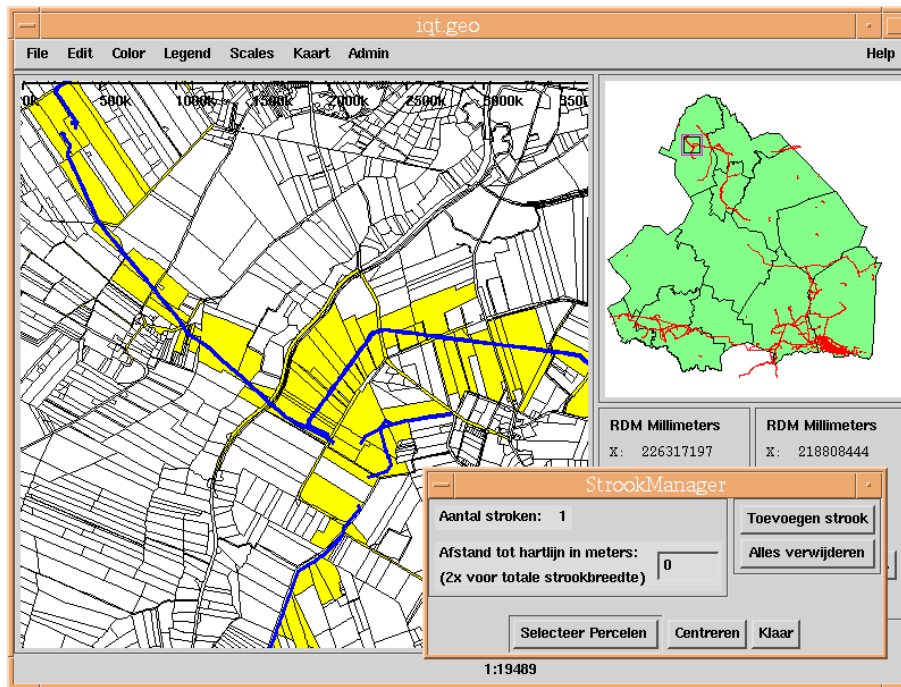 iqt.geo
File Edit Color Legend Scales Kaart Admin Help
0k 500k 1000k 1500k 2000k 2500k 3000k 3500
RDM Millimeters
X: 226317197
RDM Millimeters
X: 218808444
StrookManager
Aantal stroken: 1
Toevoegen strook
Afstand tot hartlijn in meters:
(2x voor totale strookbreedte)
0
Alles verwijderen
Selecteer Percelen Centreren Klaar
1:19489